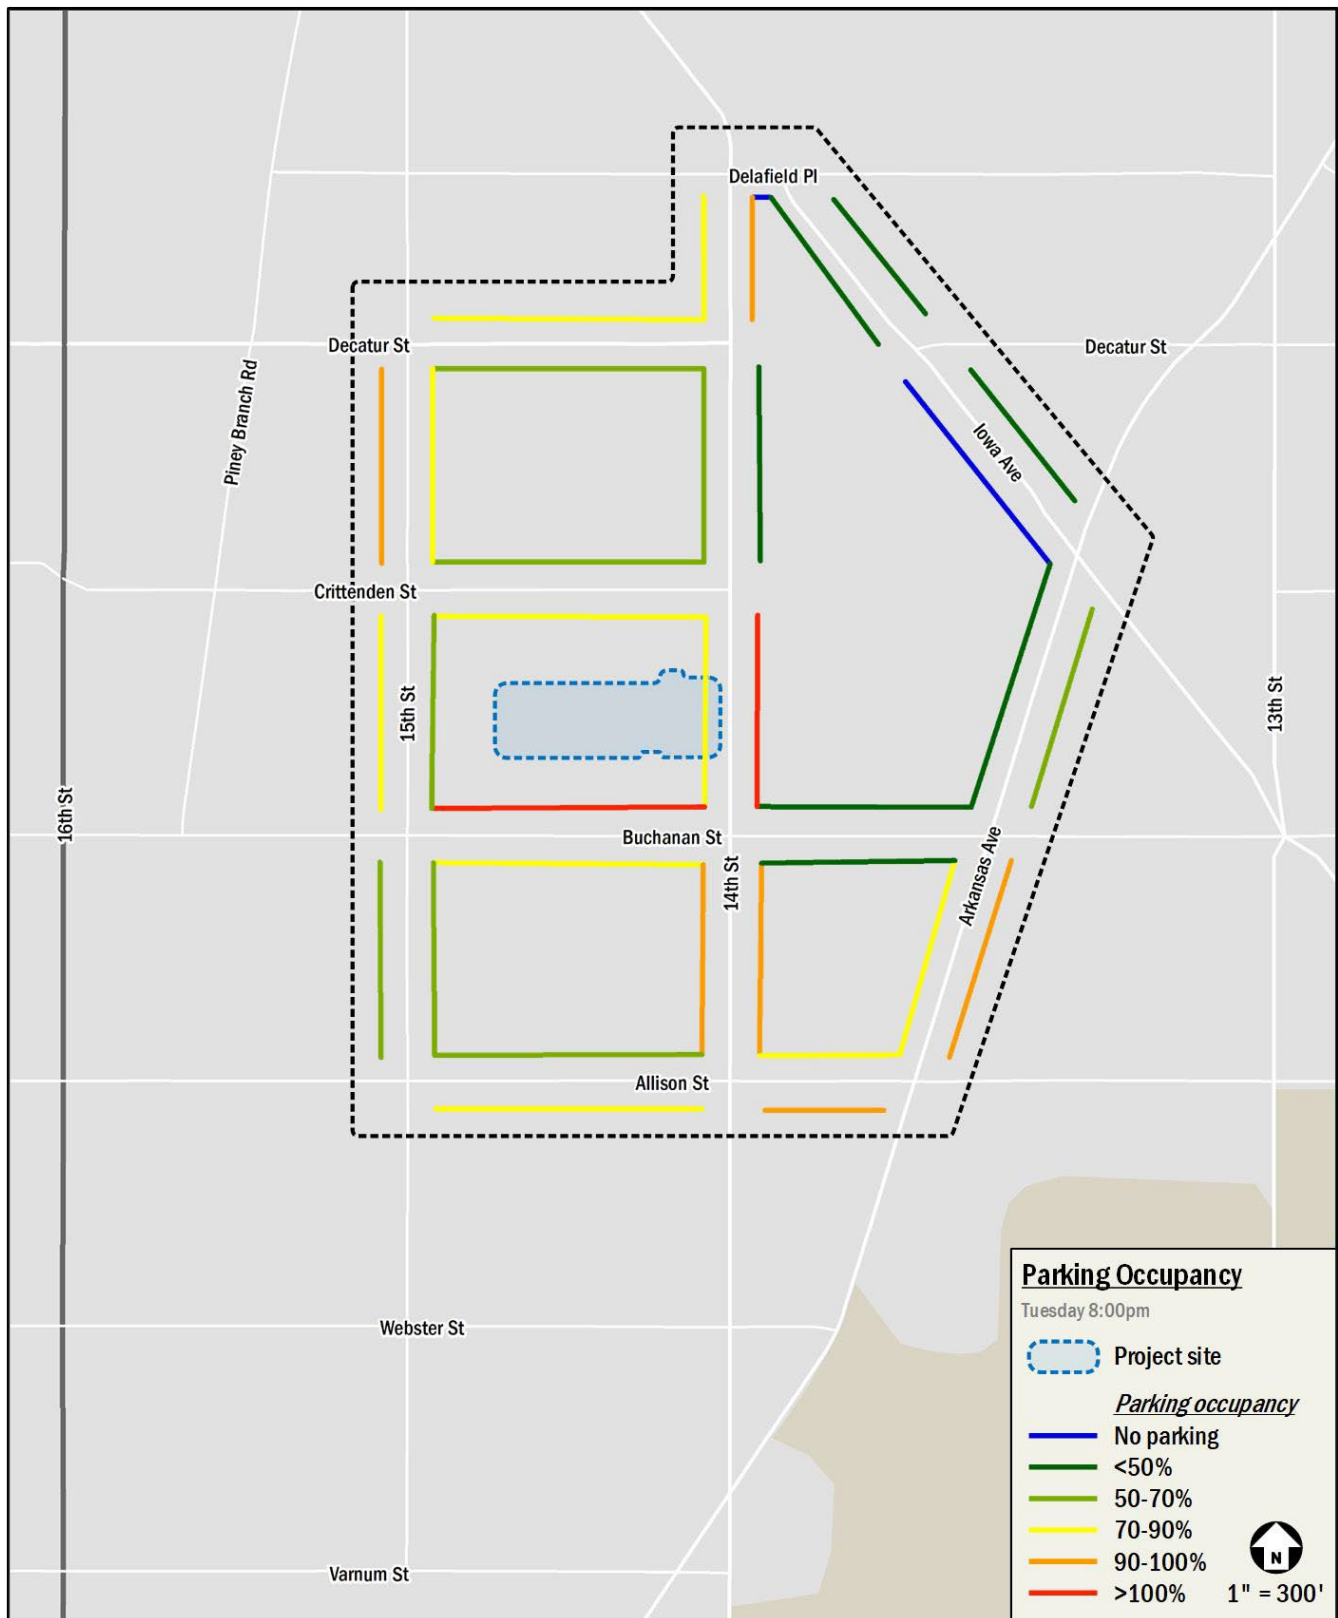 Delafield Pl
Decatur St
Decatur St
Piney Branch Rd
Iowa Ave
Crittenden St
15th St
13th St
16th St
Buchanan St
14th St
Arkansas Ave
Allison St
Webster St
Varnum St
Parking Occupancy
Tuesday 8:00pm
Project site
Parking occupancy
No parking
<50%
50-70%
70-90%
90-100%
>100%
N
1" = 300'